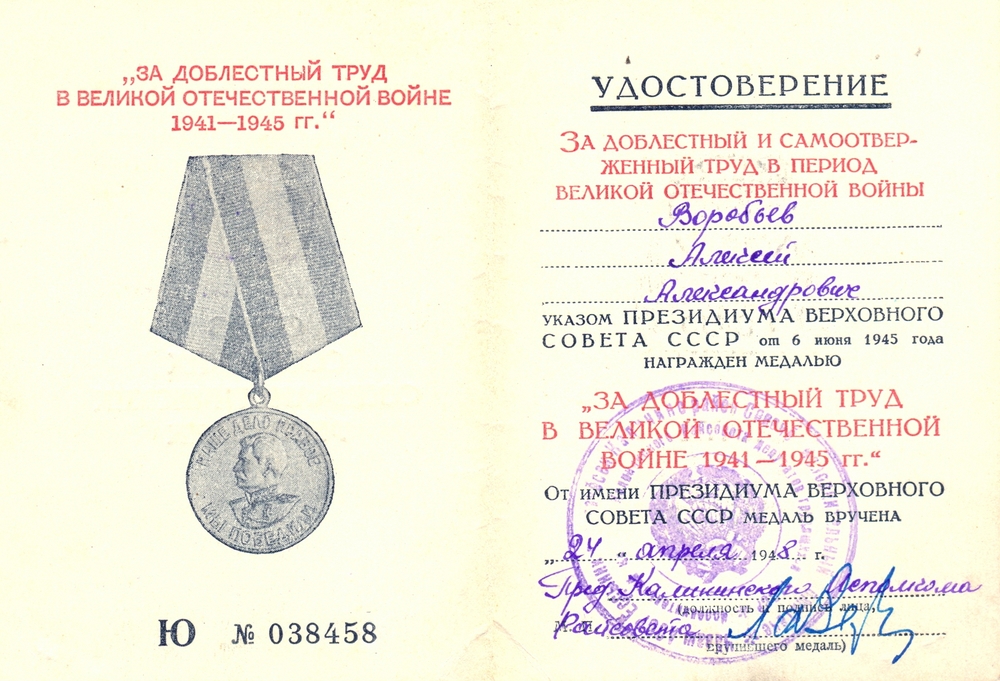 „ЗА ДОБЛЕСТНЫЙ ТРУД
В ВЕЛИКОЙ ОТЕЧЕСТВЕННОЙ ВОЙНЕ
1941—1945 гг.“
НАШЕ ДЕЛО ПРАВОЕ
МЫ ПОБЕДИЛИ
Ю № 038458
УДОСТОВЕРЕНИЕ
ЗА ДОБЛЕСТНЫЙ И САМООТВЕР-
ЖЕННЫЙ ТРУД В ПЕРИОД
ВЕЛИКОЙ ОТЕЧЕСТВЕННОЙ ВОЙНЫ
Воробьев
Алексей
Александрович
УКАЗОМ ПРЕЗИДИУМА ВЕРХОВНОГО
СОВЕТА СССР от 6 июня 1945 года
НАГРАЖДЕН МЕДАЛЬЮ
„ЗА ДОБЛЕСТНЫЙ ТРУД
В ВЕЛИКОЙ ОТЕЧЕСТВЕННОЙ
ВОЙНЕ 1941—1945 гг.“
ОТ ИМЕНИ ПРЕЗИДИУМА ВЕРХОВНОГО
СОВЕТА СССР МЕДАЛЬ ВРУЧЕНА
„24“ апреля 1948 г.
Пред Калининского Исполкома
(должность и подпись лица,
Райсовета
вручившего медаль)